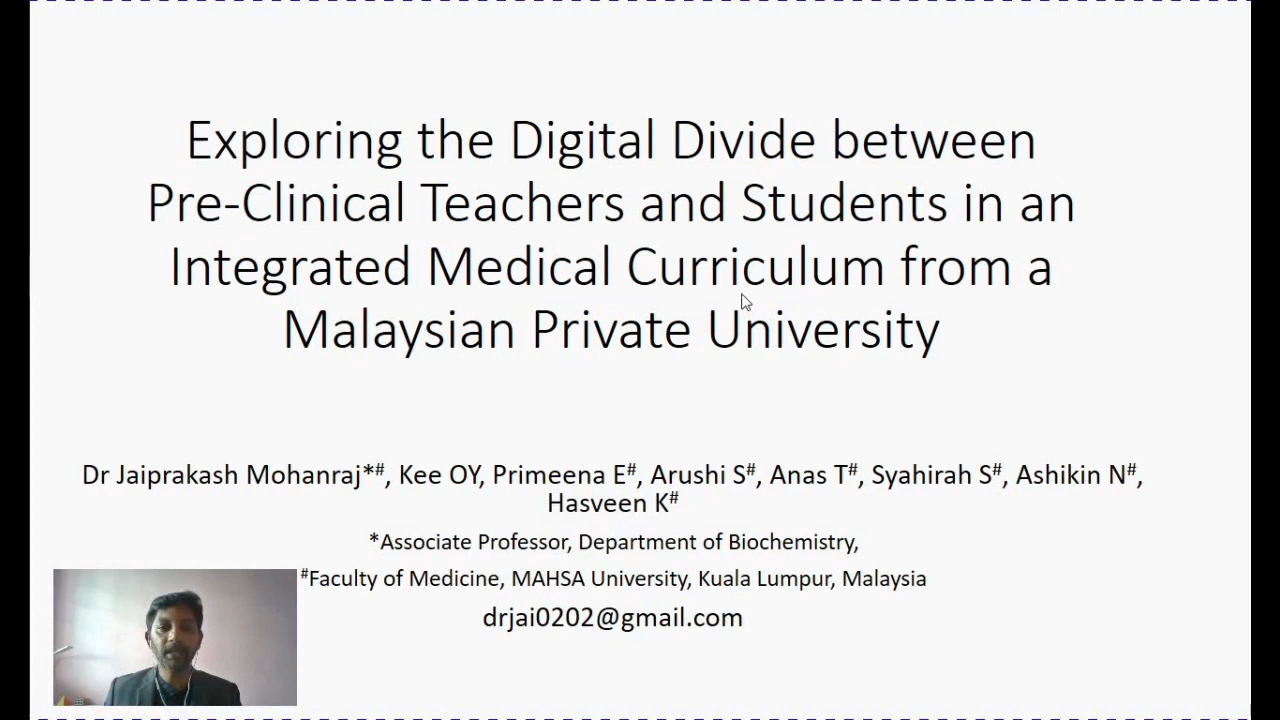 Exploring the Digital Divide between
Pre-Clinical Teachers and Students in an
Integrated Medical Curriculum from a
Malaysian Private University
Dr Jaiprakash Mohanraj*#, Kee OY, Primeena E#, Arushi S#, Anas T#, Syahirah S#, Ashikin N#,
Hasveen K#
*Associate Professor, Department of Biochemistry,
#Faculty of Medicine, MAHSA University, Kuala Lumpur, Malaysia
drjai0202@gmail.com